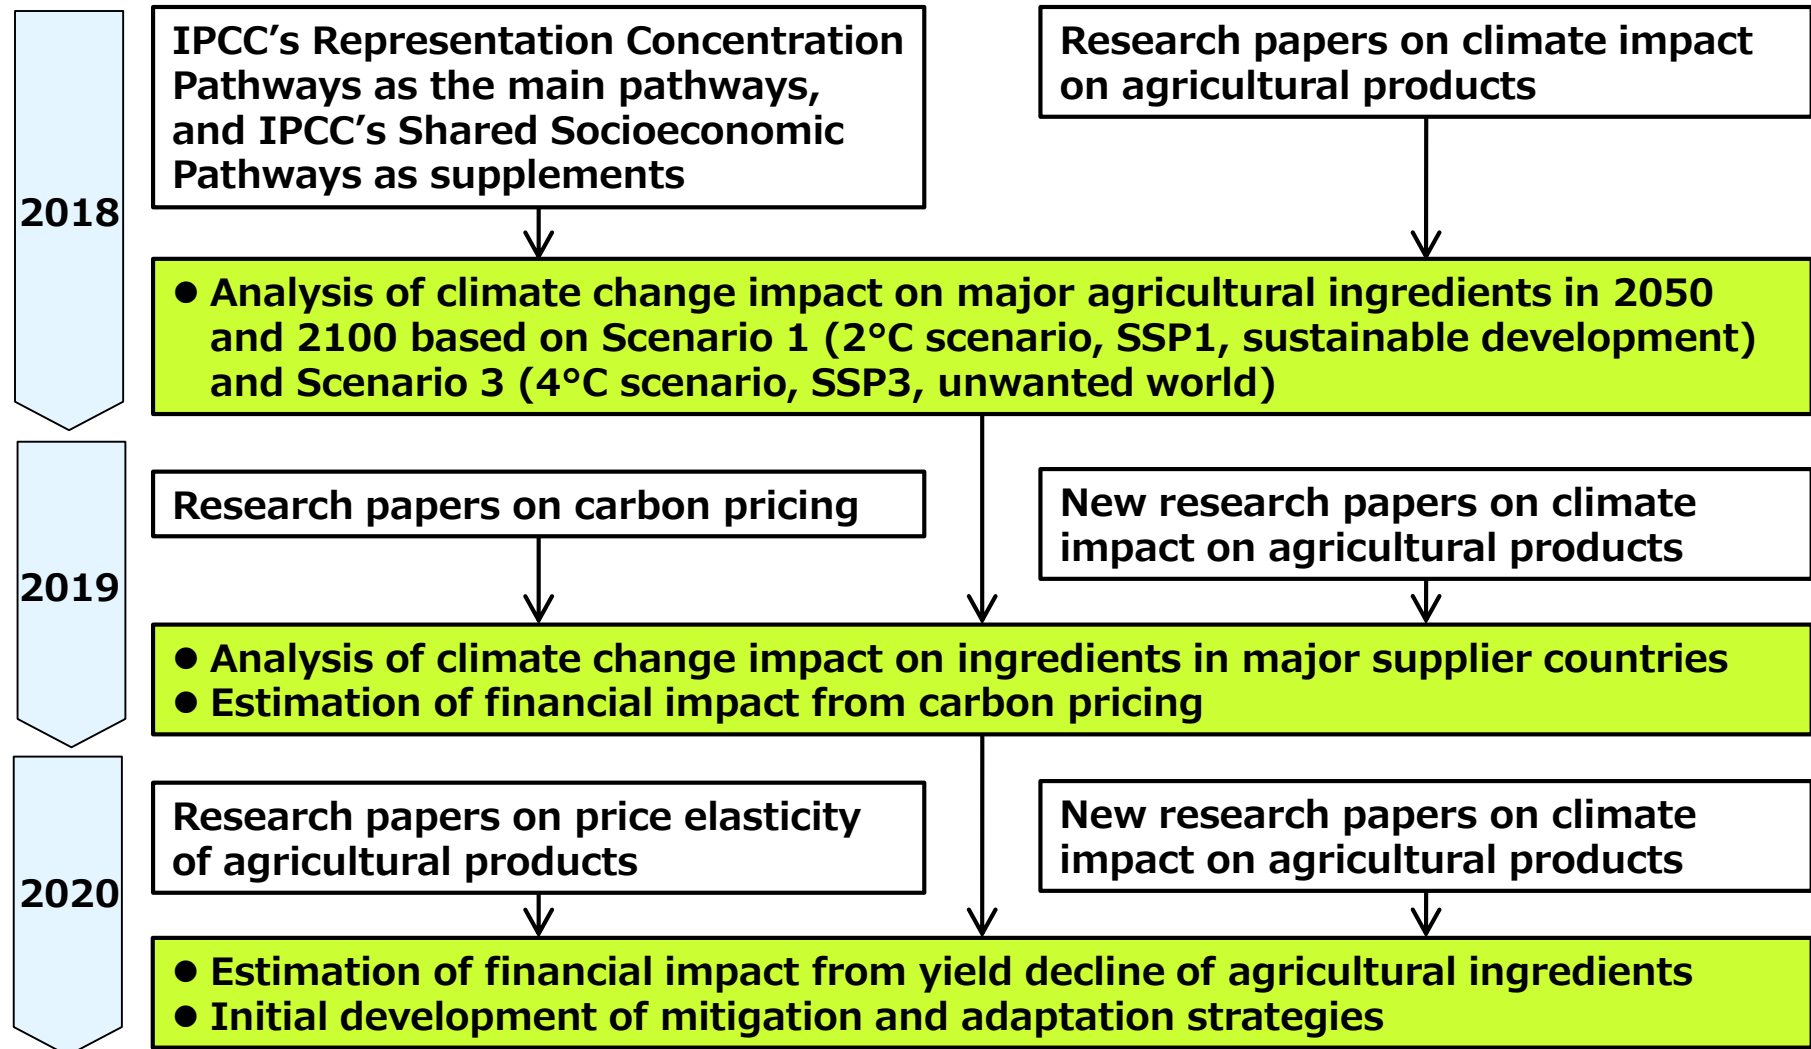 IPCC’s Representation Concentration
Pathways as the main pathways,
and IPCC’s Shared Socioeconomic
Pathways as supplements
Research papers on climate impact
on agricultural products
2018
● Analysis of climate change impact on major agricultural ingredients in 2050
and 2100 based on Scenario 1 (2°C scenario, SSP1, sustainable development)
and Scenario 3 (4°C scenario, SSP3, unwanted world)
Research papers on carbon pricing
New research papers on climate
impact on agricultural products
2019
● Analysis of climate change impact on ingredients in major supplier countries
● Estimation of financial impact from carbon pricing
Research papers on price elasticity
of agricultural products
New research papers on climate
impact on agricultural products
2020
● Estimation of financial impact from yield decline of agricultural ingredients
● Initial development of mitigation and adaptation strategies